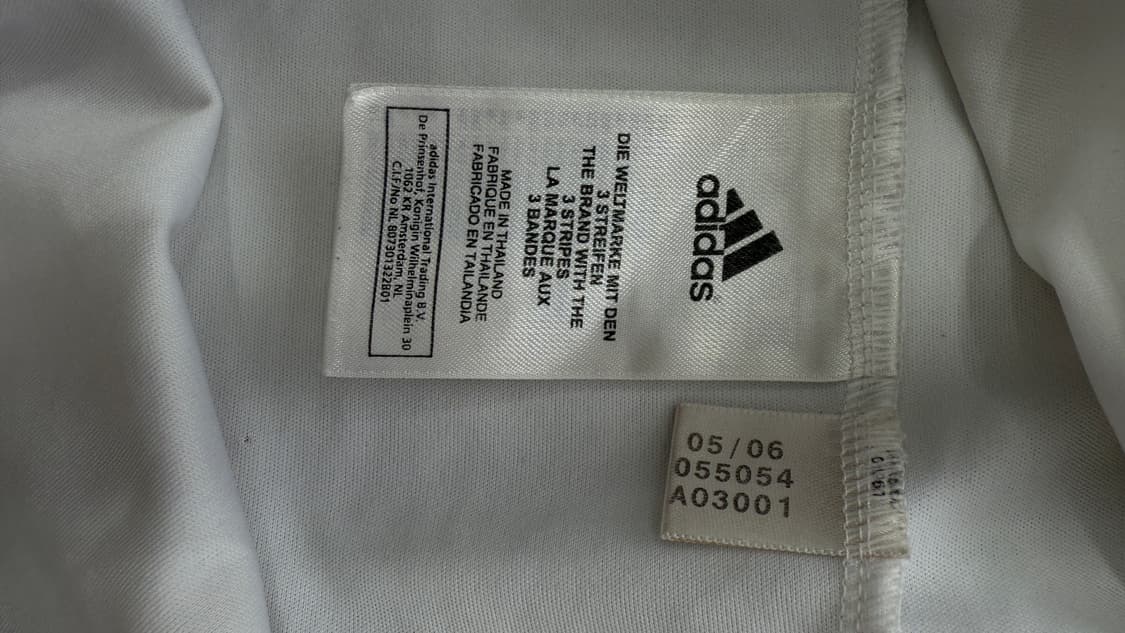 adidas
DIE WELTMARKE MIT DEN
3 STREIFEN
THE BRAND WITH THE
3 STRIPES
LA MARQUE AUX
3 BANDES
MADE IN THAILAND
FABRIQUE EN THAILANDE
FABRICADO EN TAILANDIA
adidas International Trading B.V.
De Prinsenhof, Konigin Wilhelminaplein 30
1062 KR Amsterdam, NL
C.I.F/No NL 807301322B01
05/06
055054
A03001